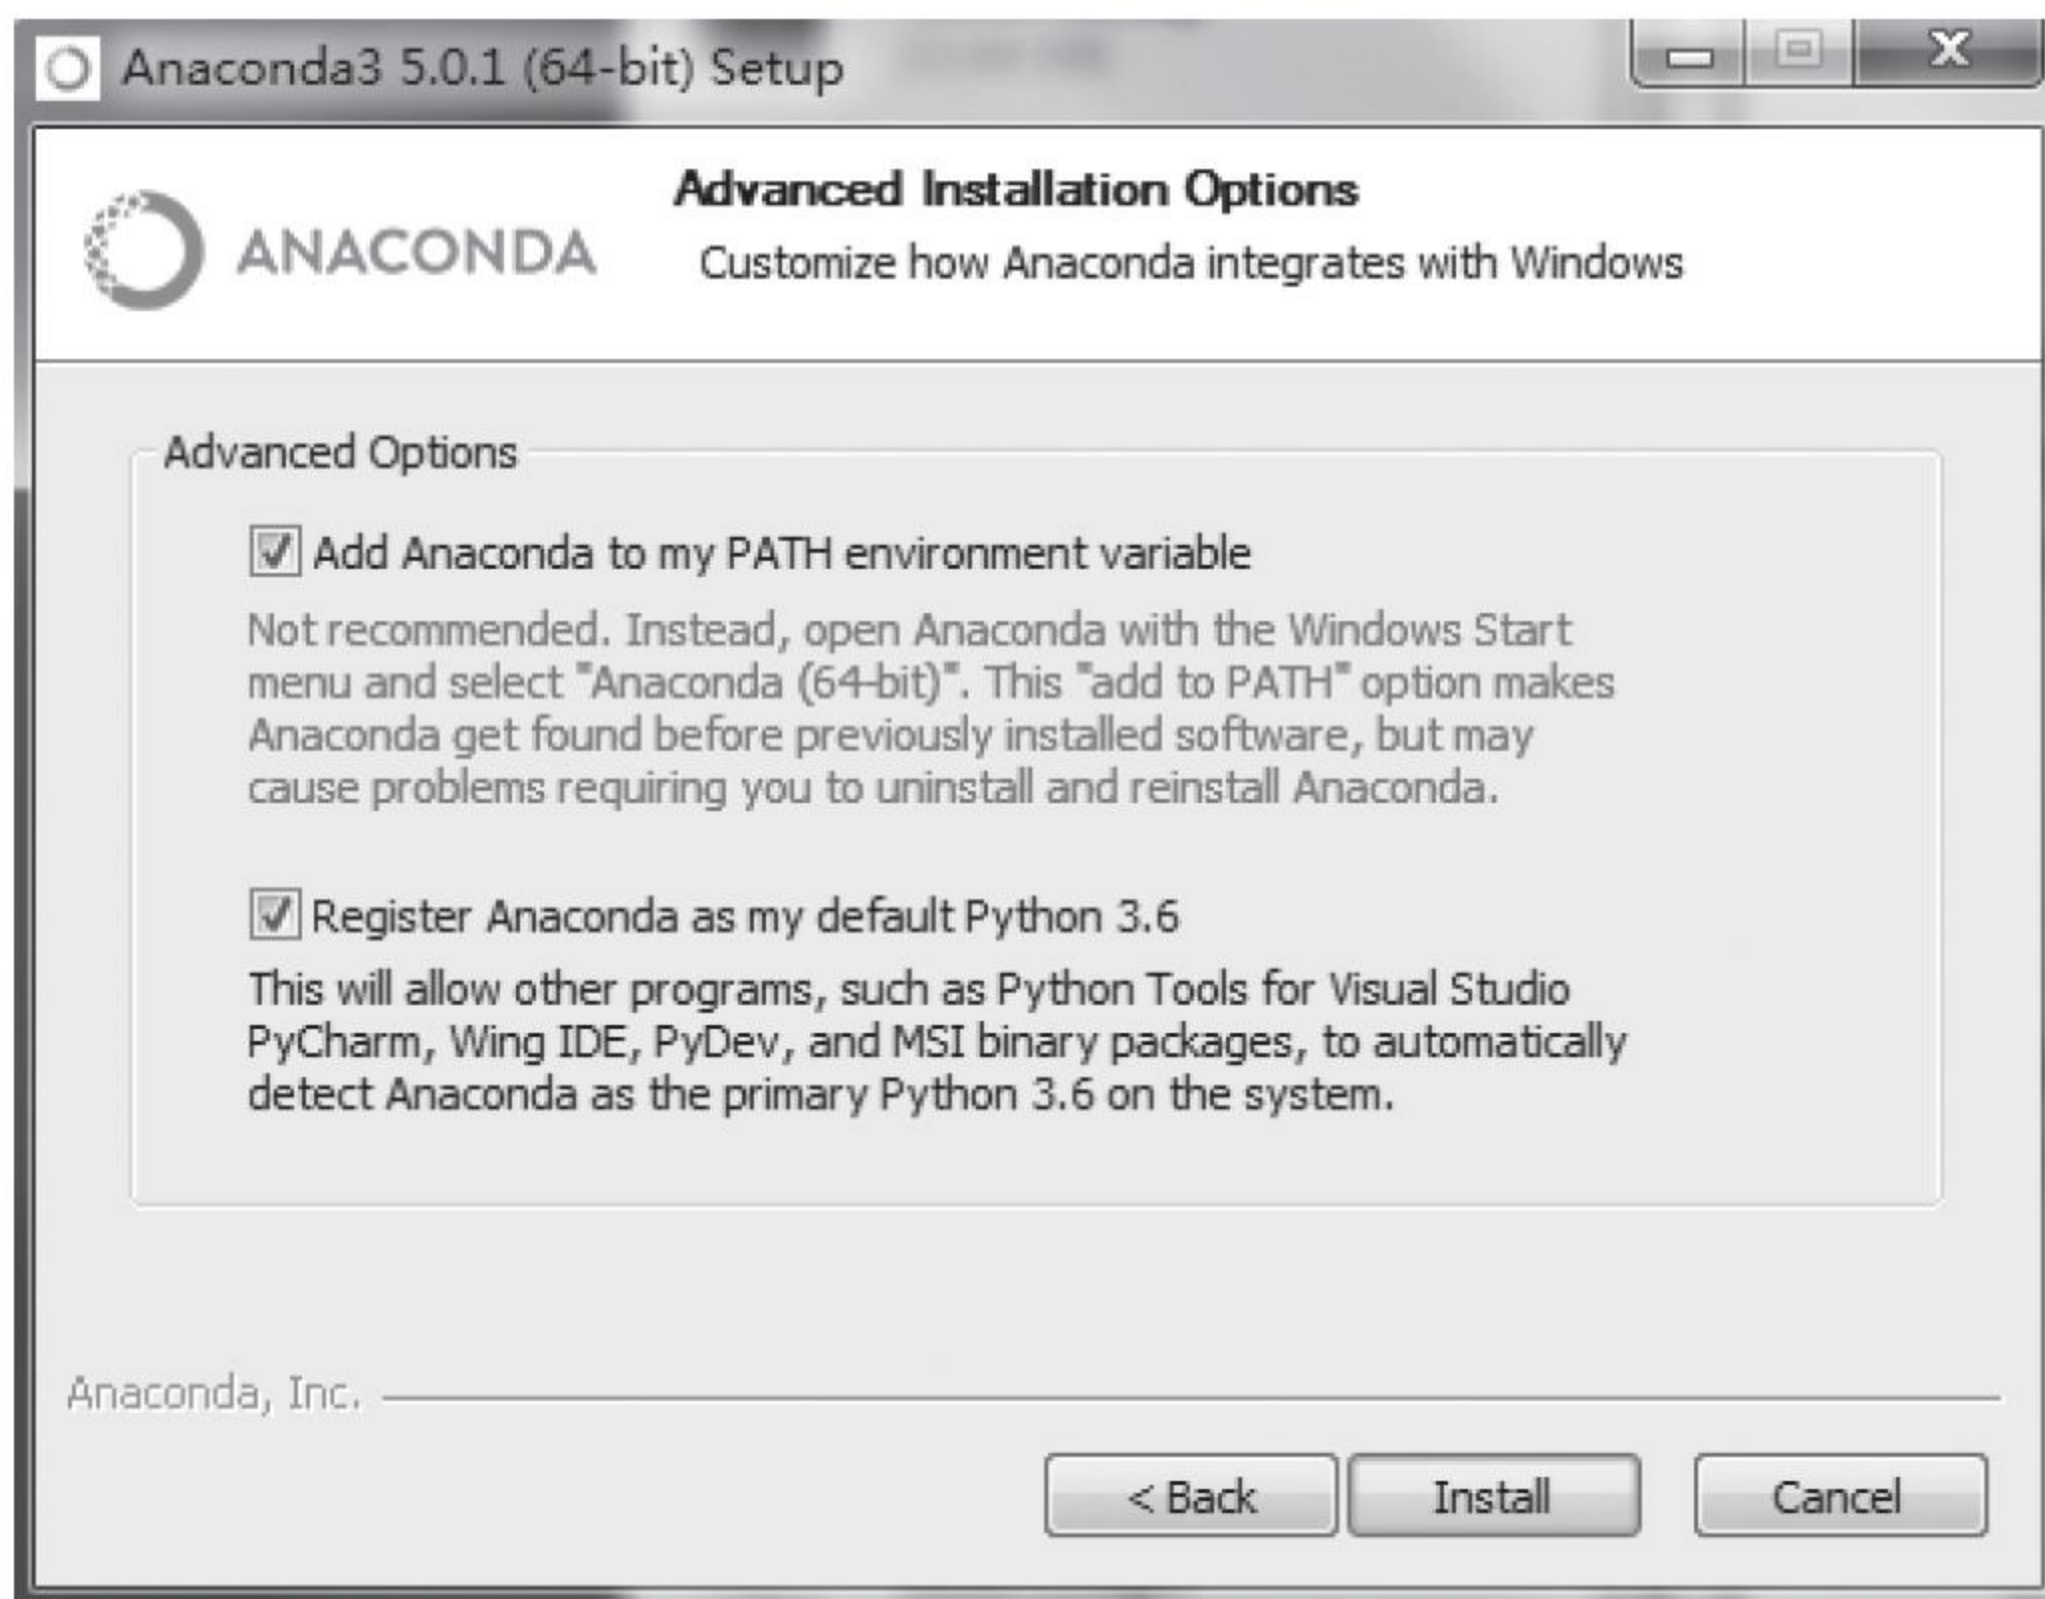 Anaconda3 5.0.1 (64-bit) Setup
ANACONDA
Advanced Installation Options
Customize how Anaconda integrates with Windows
Advanced Options
Add Anaconda to my PATH environment variable
Not recommended. Instead, open Anaconda with the Windows Start
menu and select "Anaconda (64-bit)". This "add to PATH" option makes
Anaconda get found before previously installed software, but may
cause problems requiring you to uninstall and reinstall Anaconda.
Register Anaconda as my default Python 3.6
This will allow other programs, such as Python Tools for Visual Studio
PyCharm, Wing IDE, PyDev, and MSI binary packages, to automatically
detect Anaconda as the primary Python 3.6 on the system.
Anaconda, Inc.
< Back
Install
Cancel